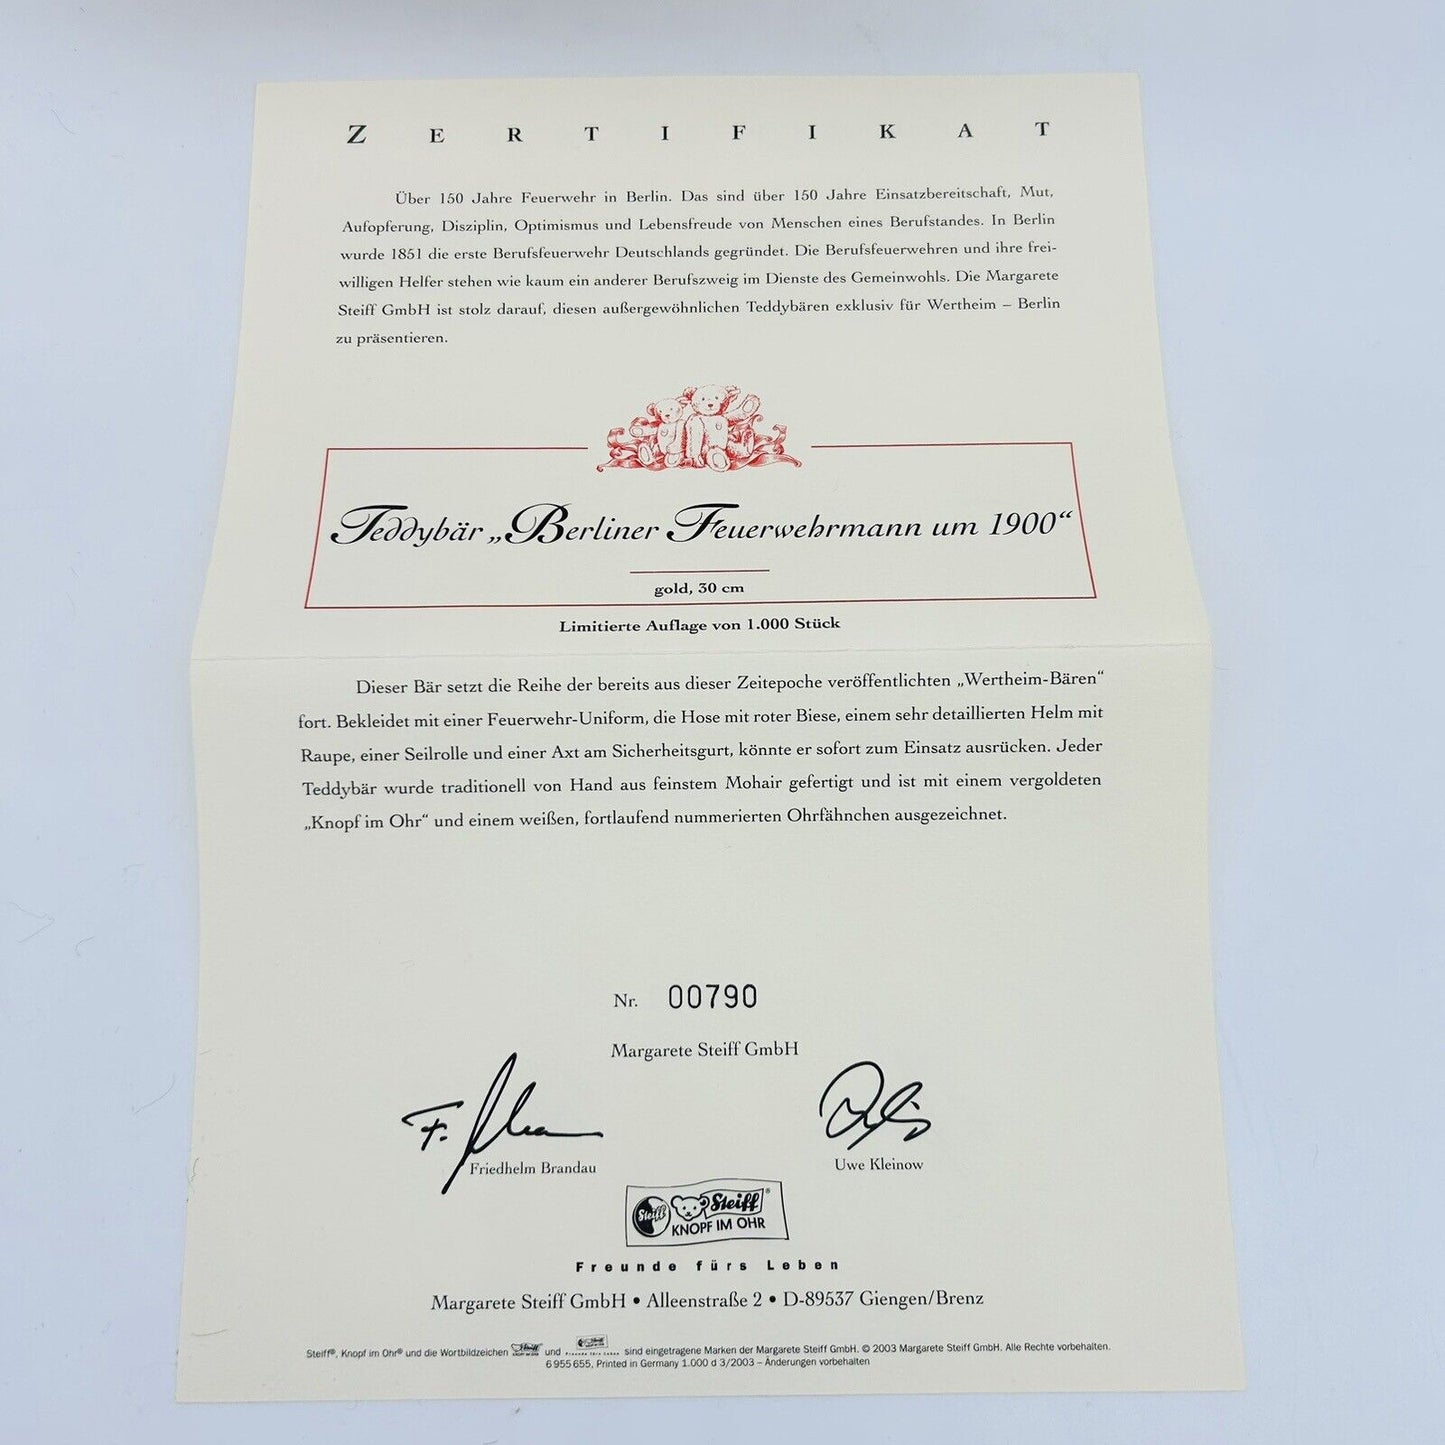 ZERTIFIKAT
Über 150 Jahre Feuerwehr in Berlin. Das sind über 150 Jahre Einsatzbereitschaft, Mut,
Aufopferung, Disziplin, Optimismus und Lebensfreude von Menschen eines Berufstandes. In Berlin
wurde 1851 die erste Berufsfeuerwehr Deutschlands gegründet. Die Berufsfeuerwehren und ihre frei-
willigen Helfer stehen wie kaum ein anderer Berufszweig im Dienste des Gemeinwohls. Die Margarete
Steiff GmbH ist stolz darauf, diesen außergewöhnlichen Teddybären exklusiv für Wertheim – Berlin
zu präsentieren.
Teddybär „Berliner Feuerwehrmann um 1900“
gold, 30 cm
Limitierte Auflage von 1.000 Stück
Dieser Bär setzt die Reihe der bereits aus dieser Zeitepoche veröffentlichten „Wertheim-Bären“
fort. Bekleidet mit einer Feuerwehr-Uniform, die Hose mit roter Biese, einem sehr detaillierten Helm mit
Raupe, einer Seilrolle und einer Axt am Sicherheitsgurt, könnte er sofort zum Einsatz ausrücken. Jeder
Teddybär wurde traditionell von Hand aus feinstem Mohair gefertigt und ist mit einem vergoldeten
„Knopf im Ohr“ und einem weißen, fortlaufend nummerierten Ohrfähnchen ausgezeichnet.
Nr. 00790
Margarete Steiff GmbH
Friedhelm Brandau
Uwe Kleinow
Steiff Steiff®
KNOPF IM OHR
Freunde fürs Leben
Margarete Steiff GmbH • Alleenstraße 2 • D-89537 Giengen/Brenz
Steiff®, Knopf im Ohr® und die Wortbildzeichen und sind eingetragene Marken der Margarete Steiff GmbH. © 2003 Margarete Steiff GmbH. Alle Rechte vorbehalten.
6 955 655, Printed in Germany 1.000 d 3/2003 – Änderungen vorbehalten